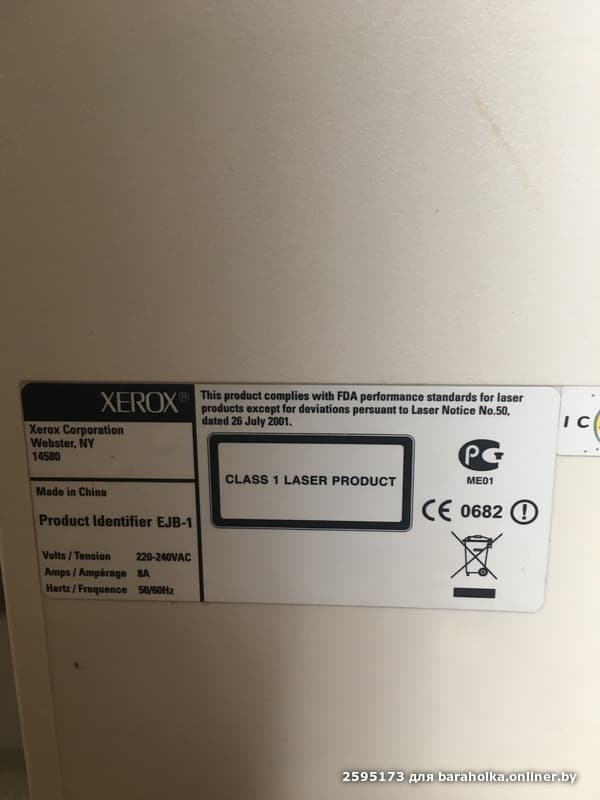 XEROX®
Xerox Corporation
Webster, NY
14580
Made in China
Product Identifier EJB-1
Volts / Tension 220-240VAC
Amps / Ampérage 8A
Hertz / Frequence 50/60Hz
This product complies with FDA performance standards for laser
products except for deviations pursuant to Laser Notice No.50,
dated 26 July 2001.
CLASS 1 LASER PRODUCT
РСТ
ME01
CE 0682 !
I C
2595173 для baraholka.onliner.by